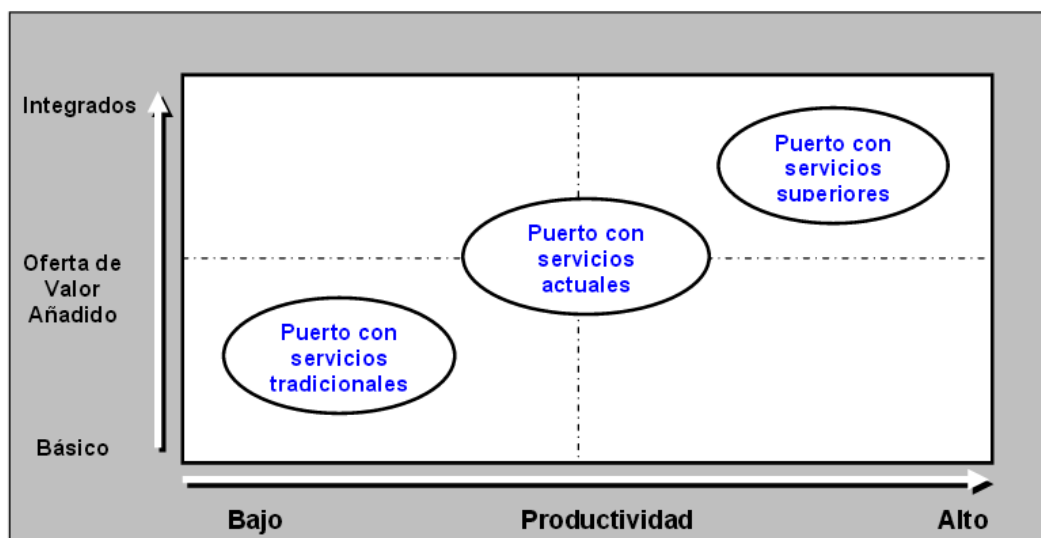 Integrados
Puerto con
servicios
superiores
Puerto con
servicios
actuales
Oferta de
Valor
Añadido
Puerto con
servicios
tradicionales
Básico
Bajo
Productividad
Alto